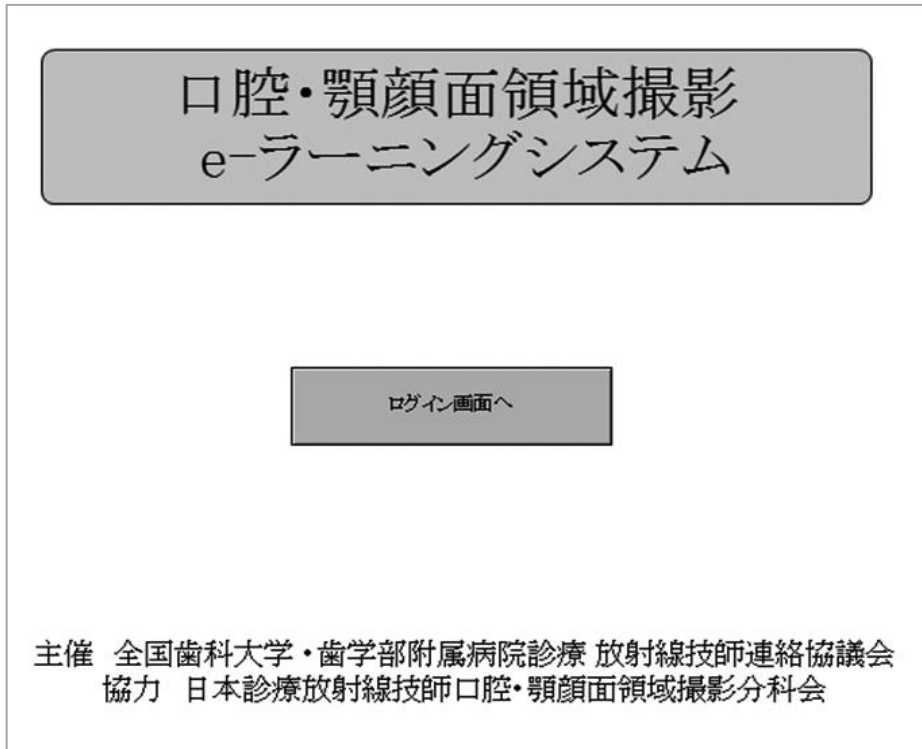 口腔・顎顔面領域撮影
e-ラーニングシステム
ログイン画面へ
主催 全国歯科大学・歯学部附属病院診療 放射線技師連絡協議会
協力 日本診療放射線技師口腔・顎顔面領域撮影分科会